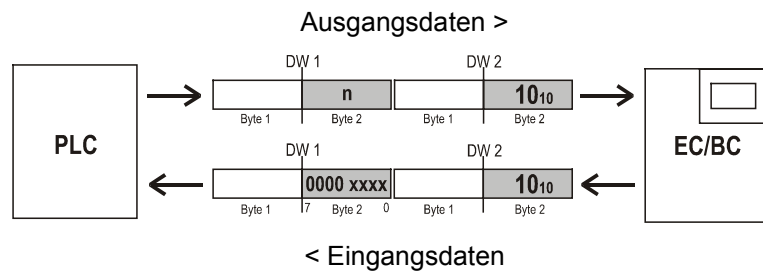 Ausgangsdaten >
DW 1 DW 2
n 10₁₀
Byte 1 Byte 2 Byte 1 Byte 2
PLC EC/BC
DW 1 DW 2
0000 xxxx 10₁₀
Byte 1 7 Byte 2 0 Byte 1 Byte 2
< Eingangsdaten